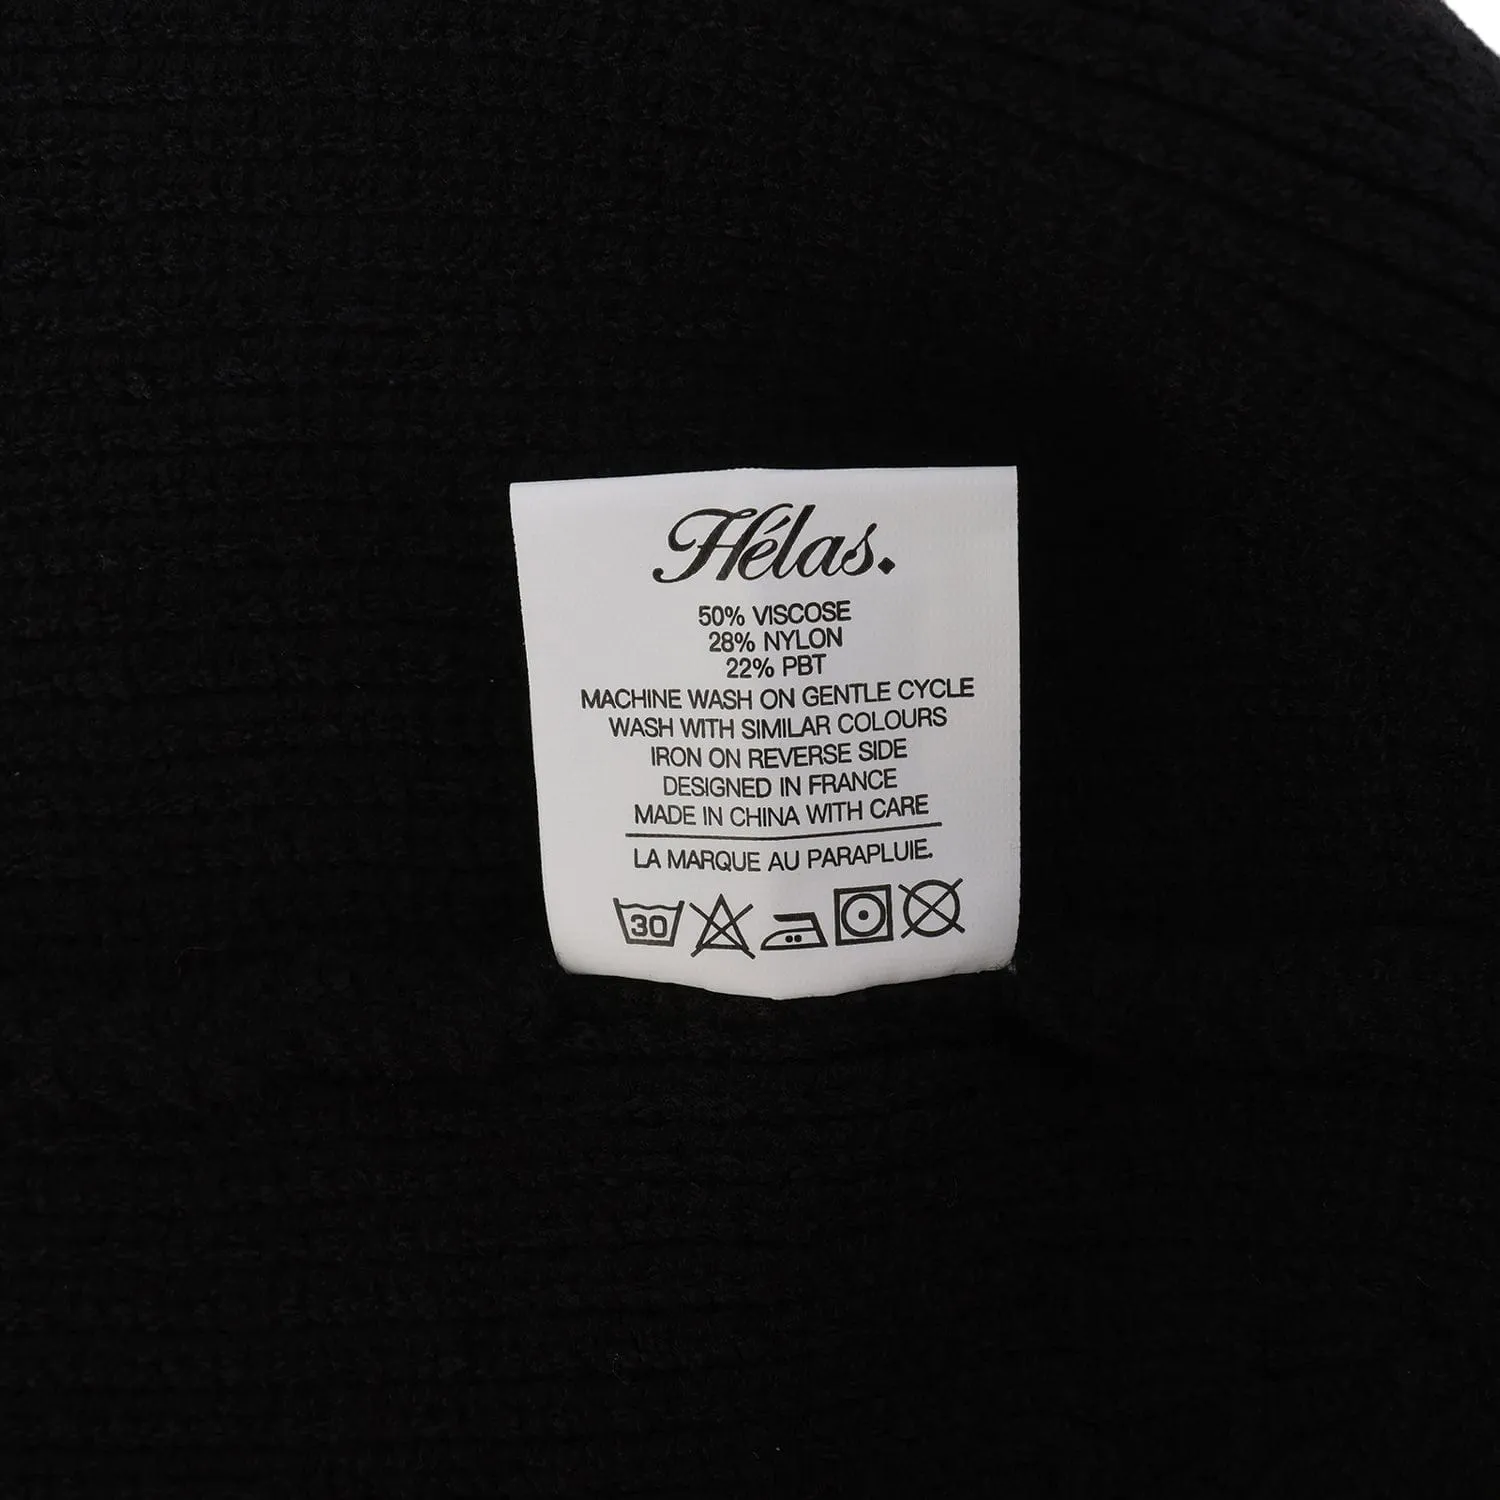 Hélas.
50% VISCOSE
28% NYLON
22% PBT
MACHINE WASH ON GENTLE CYCLE
WASH WITH SIMILAR COLOURS
IRON ON REVERSE SIDE
DESIGNED IN FRANCE
MADE IN CHINA WITH CARE
LA MARQUE AU PARAPLUIE.
30